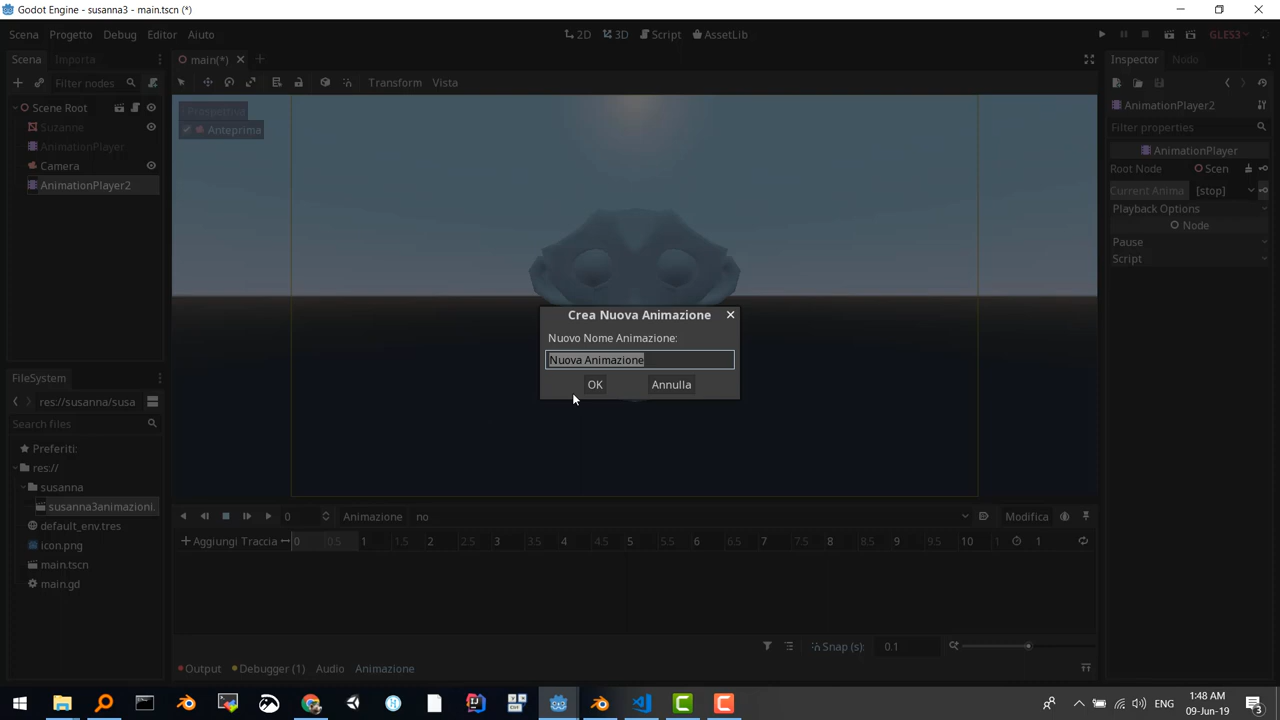 Godot Engine - susanna3 - main.tscn (*)
Scena Progetto Debug Editor Aiuto
2D 3D Script AssetLib
GLES3
Scena Importa
main(*)
Inspector Nodo
Filter nodes
Transform Vista
Scene Root
Suzanne
AnimationPlayer
Camera
AnimationPlayer2
Prospettiva
Anteprima
AnimationPlayer2
Filter properties
AnimationPlayer
Root Node Scen
Current Anima [stop]
Playback Options
Node
Pause
Script
Crea Nuova Animazione
Nuovo Nome Animazione:
Nuova Animazione
OK Annulla
FileSystem
res://susanna/susa
Search files
Preferiti:
res://
susanna
susanna3animazioni.
default_env.tres
icon.png
main.tscn
main.gd
0 Animazione no Modifica
Aggiungi Traccia 0 0.5 1 1.5 2 2.5 3 3.5 4 4.5 5 5.5 6 6.5 7 7.5 8 8.5 9 9.5 10 1 1
Snap (s): 0.1
Output Debugger (1) Audio Animazione
ENG
1:48 AM
09-Jun-19
3